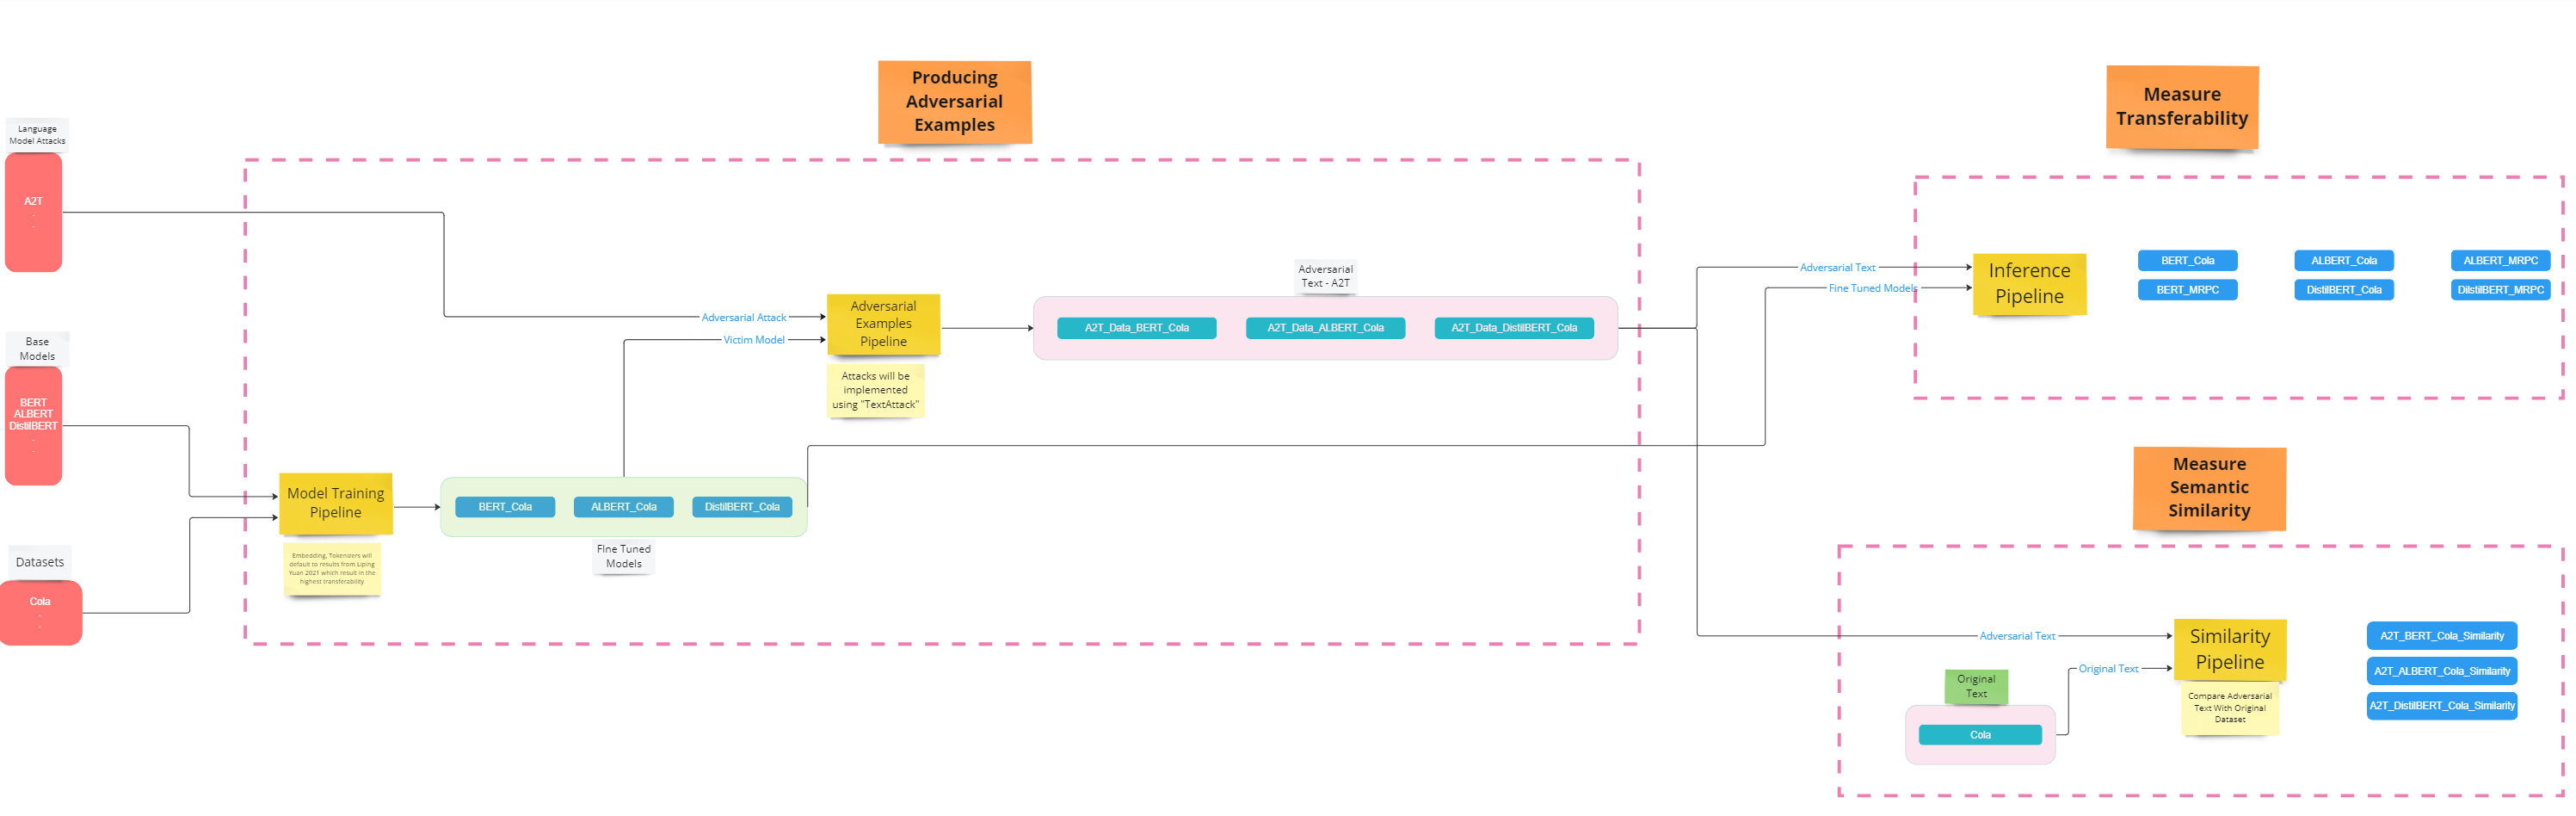 Producing
Adversarial
Examples
Measure
Transferability
Language
Model Attacks
A2T
.
.
Adversarial Attack
Victim Model
Adversarial
Examples
Pipeline
Attacks will be
implemented
using "TextAttack"
Adversarial
Text - A2T
A2T_Data_BERT_Cola
A2T_Data_ALBERT_Cola
A2T_Data_DistilBERT_Cola
Adversarial Text
Fine Tuned Models
Inference
Pipeline
BERT_Cola
ALBERT_Cola
ALBERT_MRPC
BERT_MRPC
DistilBERT_Cola
DilstilBERT_MRPC
Base
Models
BERT
ALBERT
DistilBERT
.
.
Model Training
Pipeline
Embedding, Tokenizers will
default to results from Liping
Yuan 2021 which result in the
highest transferability
BERT_Cola
ALBERT_Cola
DistilBERT_Cola
FIne Tuned
Models
Datasets
Cola
.
.
Measure
Semantic
Similarity
Adversarial Text
Original Text
Similarity
Pipeline
Compare Adversarial
Text With Original
Dataset
Original
Text
Cola
A2T_BERT_Cola_Similarity
A2T_ALBERT_Cola_Similarity
A2T_DistilBERT_Cola_Similarity